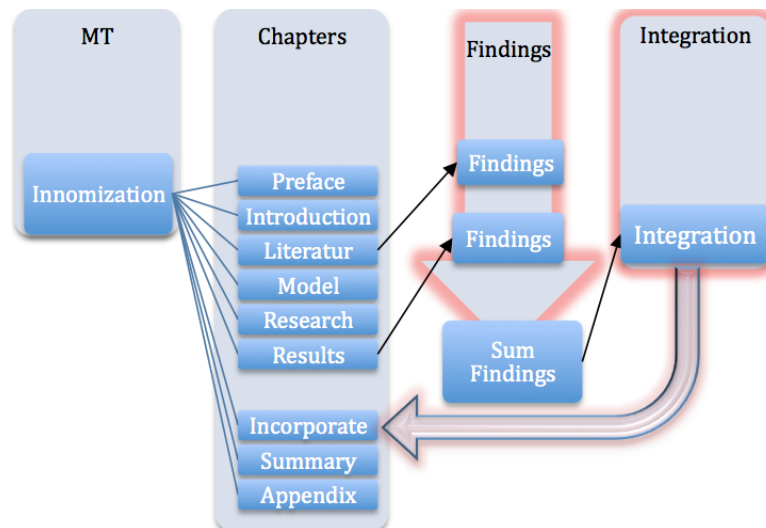 MT
Chapters
Findings
Integration
Innomization
Preface
Introduction
Literatur
Model
Research
Results
Incorporate
Summary
Appendix
Findings
Findings
Sum
Findings
Integration